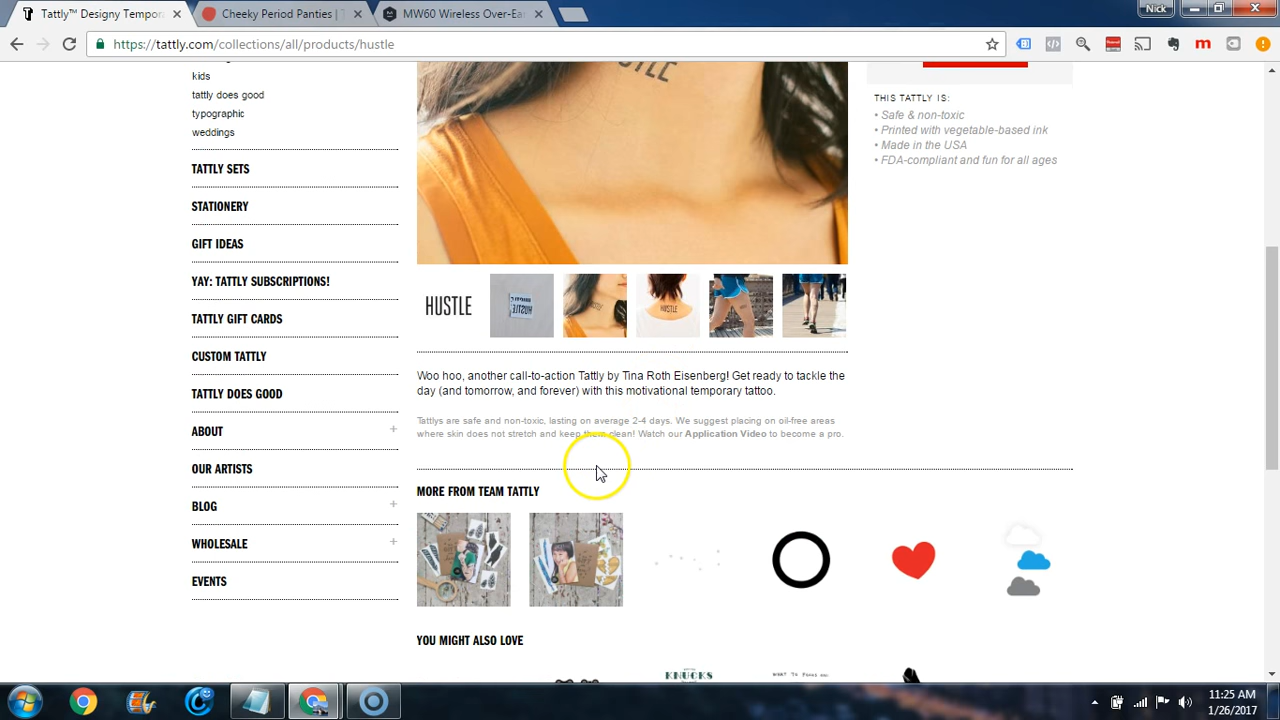 Tattly™ Designy Tempora
Cheeky Period Panties | T
MW60 Wireless Over-Ear
Nick
https://tattly.com/collections/all/products/hustle
kids
tattly does good
typographic
weddings
TATTLY SETS
STATIONERY
GIFT IDEAS
YAY: TATTLY SUBSCRIPTIONS!
TATTLY GIFT CARDS
CUSTOM TATTLY
TATTLY DOES GOOD
ABOUT +
OUR ARTISTS
BLOG +
WHOLESALE +
EVENTS
HUSTLE
THIS TATTLY IS:
• Safe & non-toxic
• Printed with vegetable-based ink
• Made in the USA
• FDA-compliant and fun for all ages
HUSTLE
HUSTLE
HUSTLE
Woo hoo, another call-to-action Tattly by Tina Roth Eisenberg! Get ready to tackle the
day (and tomorrow, and forever) with this motivational temporary tattoo.
Tattlys are safe and non-toxic, lasting on average 2-4 days. We suggest placing on oil-free areas
where skin does not stretch and keep them clean! Watch our Application Video to become a pro.
MORE FROM TEAM TATTLY
YOU MIGHT ALSO LOVE
KNUCKS
11:25 AM
1/26/2017